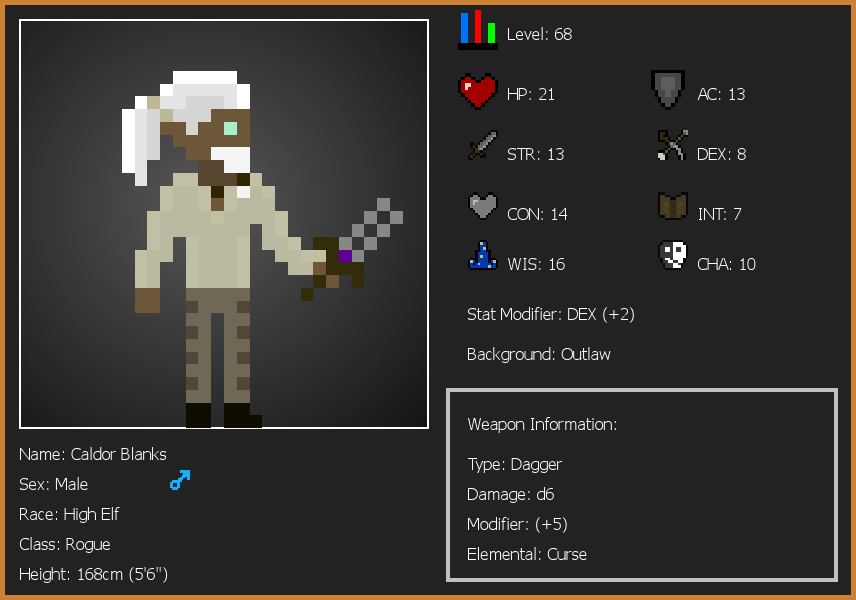 Level: 68
HP: 21
AC: 13
STR: 13
DEX: 8
CON: 14
INT: 7
WIS: 16
CHA: 10
Stat Modifier: DEX (+2)
Background: Outlaw
Weapon Information:
Type: Dagger
Damage: d6
Modifier: (+5)
Elemental: Curse
Name: Caldor Blanks
Sex: Male
Race: High Elf
Class: Rogue
Height: 168cm (5'6")